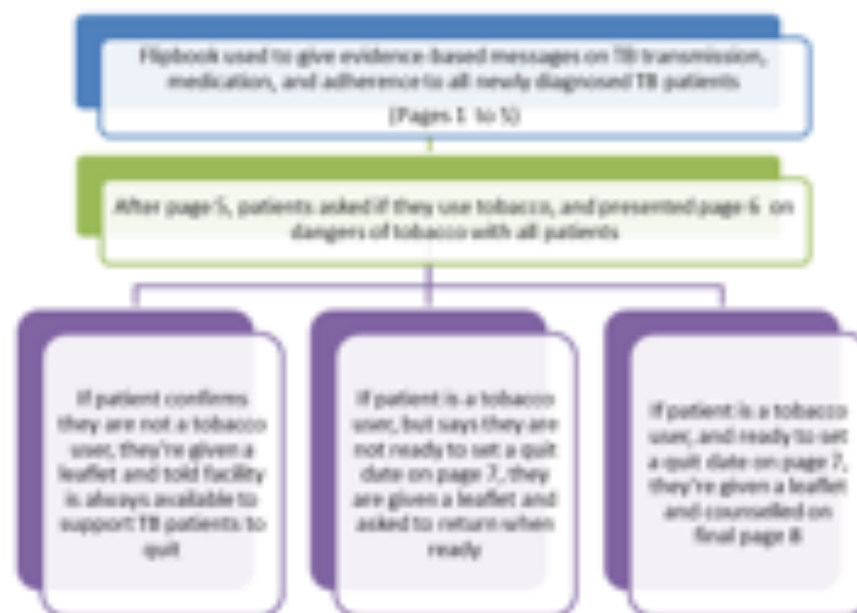 Flipbook used to give evidence-based messages on TB transmission,
medication, and adherence to all newly diagnosed TB patients
(Pages 1 to 5)
After page 5, patients asked if they use tobacco, and presented page 6 on
dangers of tobacco with all patients
If patient confirms
they are not a tobacco
user, they're given a
leaflet and told facility
is always available to
support TB patients to
quit
If patient is a tobacco
user, but says they are
not ready to set a quit
date on page 7, they
are given a leaflet and
asked to return when
ready
If patient is a tobacco
user, and ready to set
a quit date on page 7,
they're given a leaflet
and counselled on
final page 8